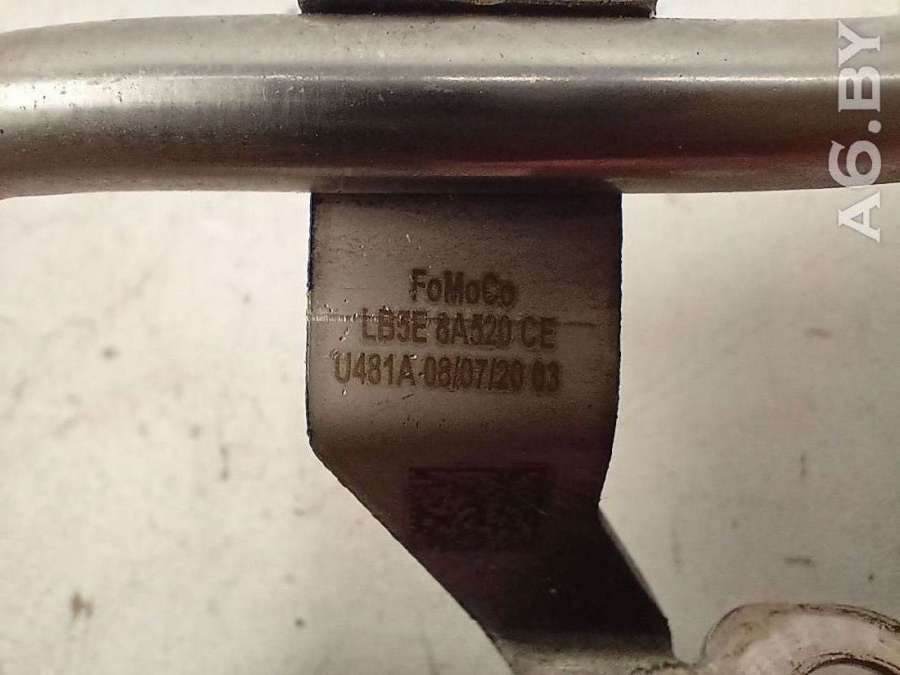 FoMoCo
LB5E 8A520 CE
U481A 08/07/20 03
A6.BY